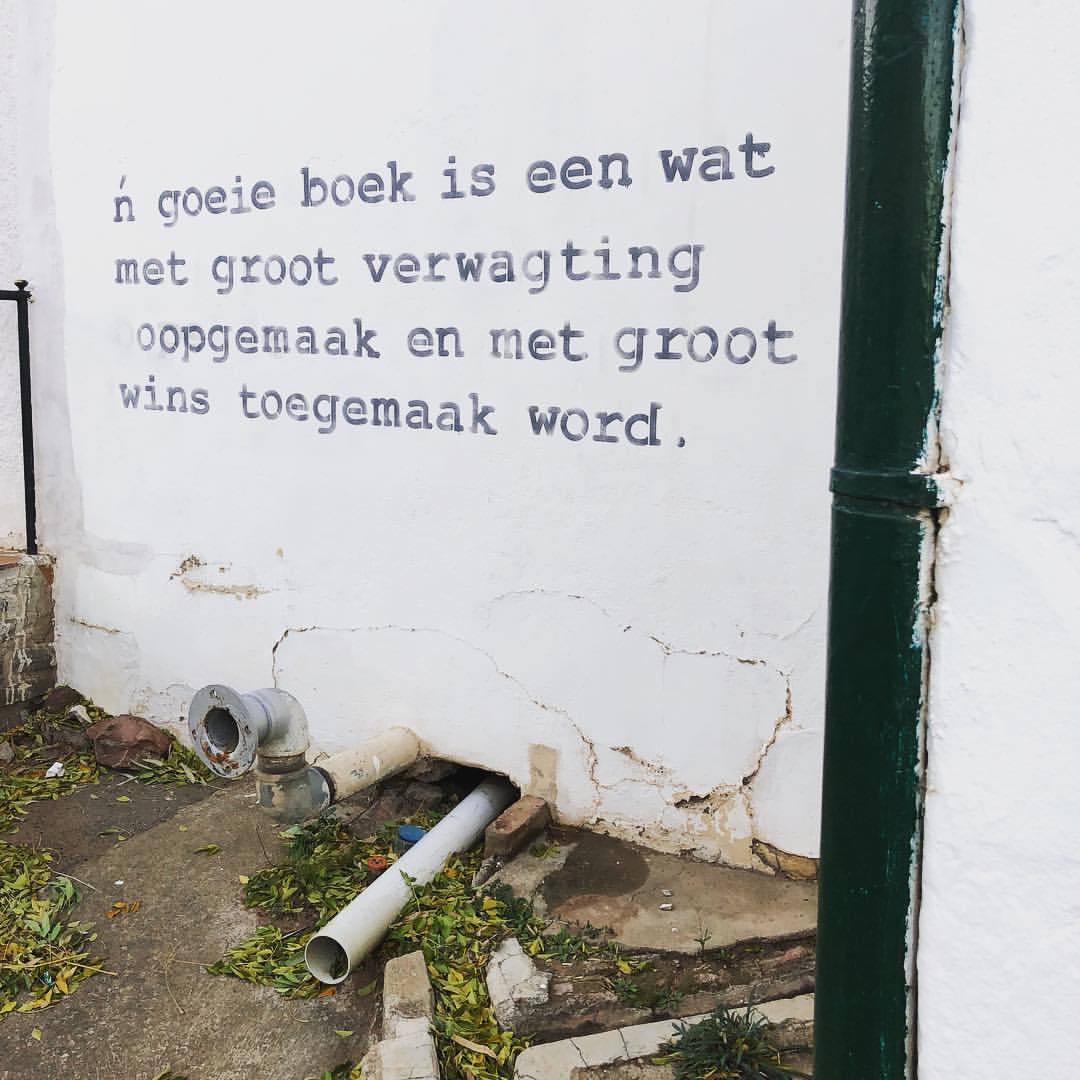 ń goeie boek is een wat
met groot verwagting
oopgemaak en met groot
wins toegemaak word.